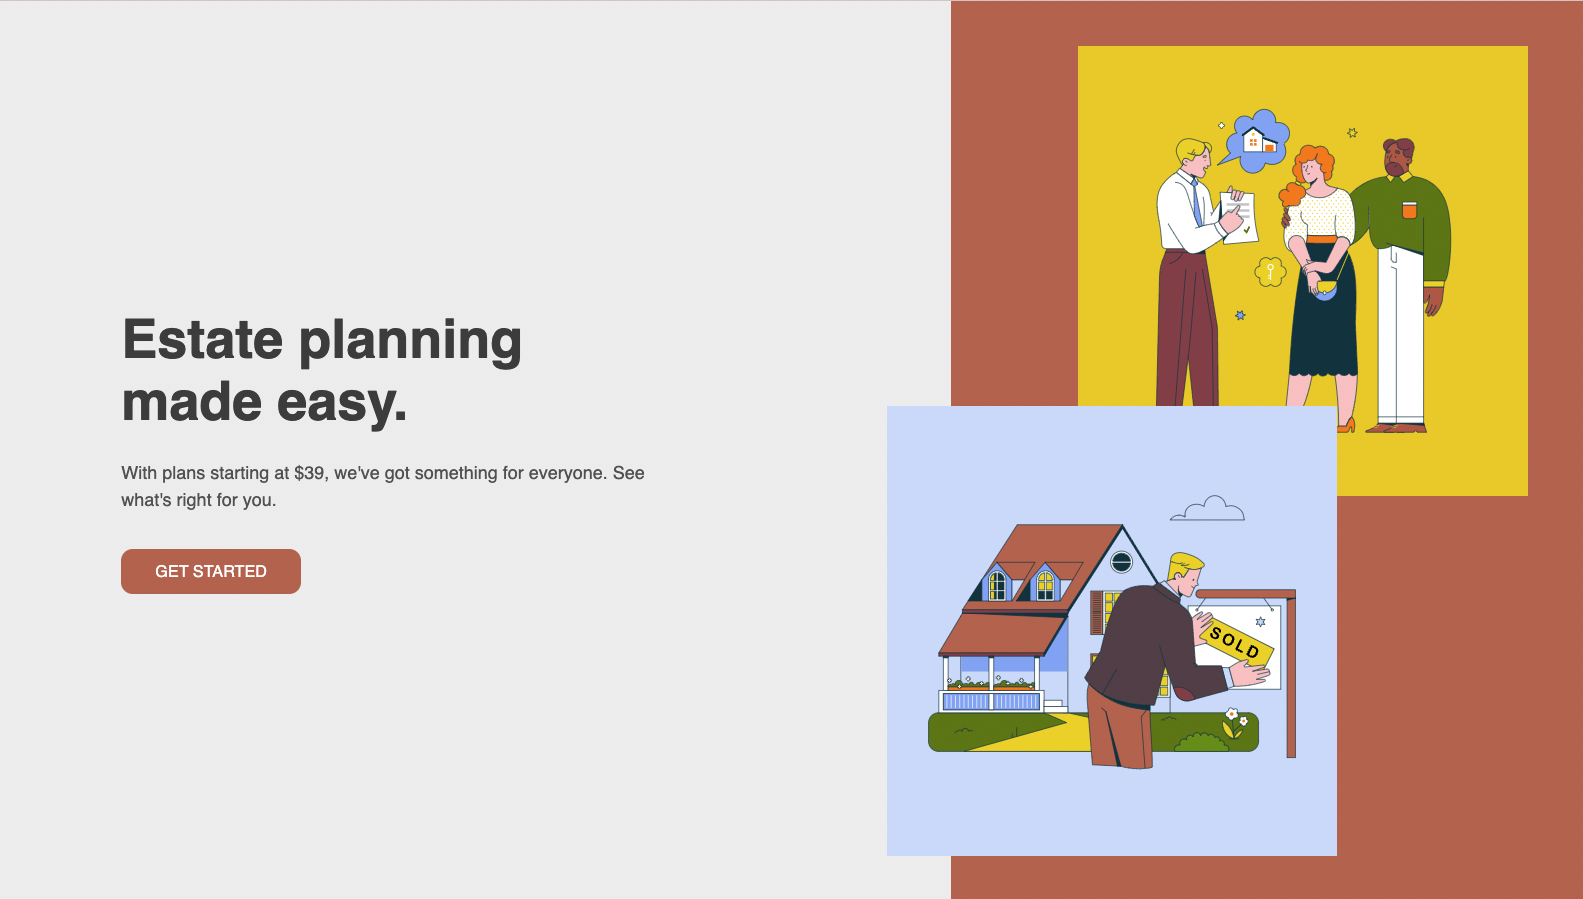 Estate planning
made easy.
With plans starting at $39, we've got something for everyone. See
what's right for you.
GET STARTED
SOLD